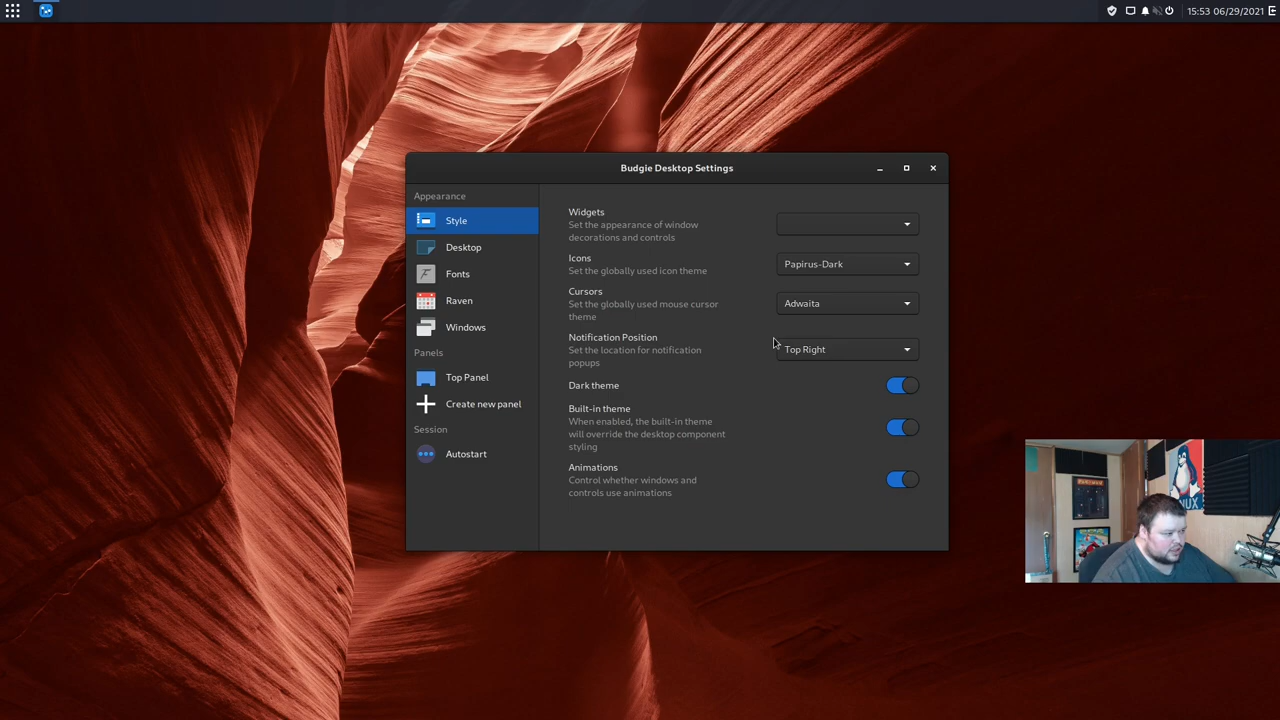 15:53 06/29/2021
Budgie Desktop Settings
Appearance
Style
Desktop
Fonts
Raven
Windows
Panels
Top Panel
Create new panel
Session
Autostart
Widgets
Set the appearance of window
decorations and controls
Icons
Set the globally used icon theme
Papirus-Dark
Cursors
Set the globally used mouse cursor
theme
Adwaita
Notification Position
Set the location for notification
popups
Top Right
Dark theme
Built-in theme
When enabled, the built-in theme
will override the desktop component
styling
Animations
Control whether windows and
controls use animations